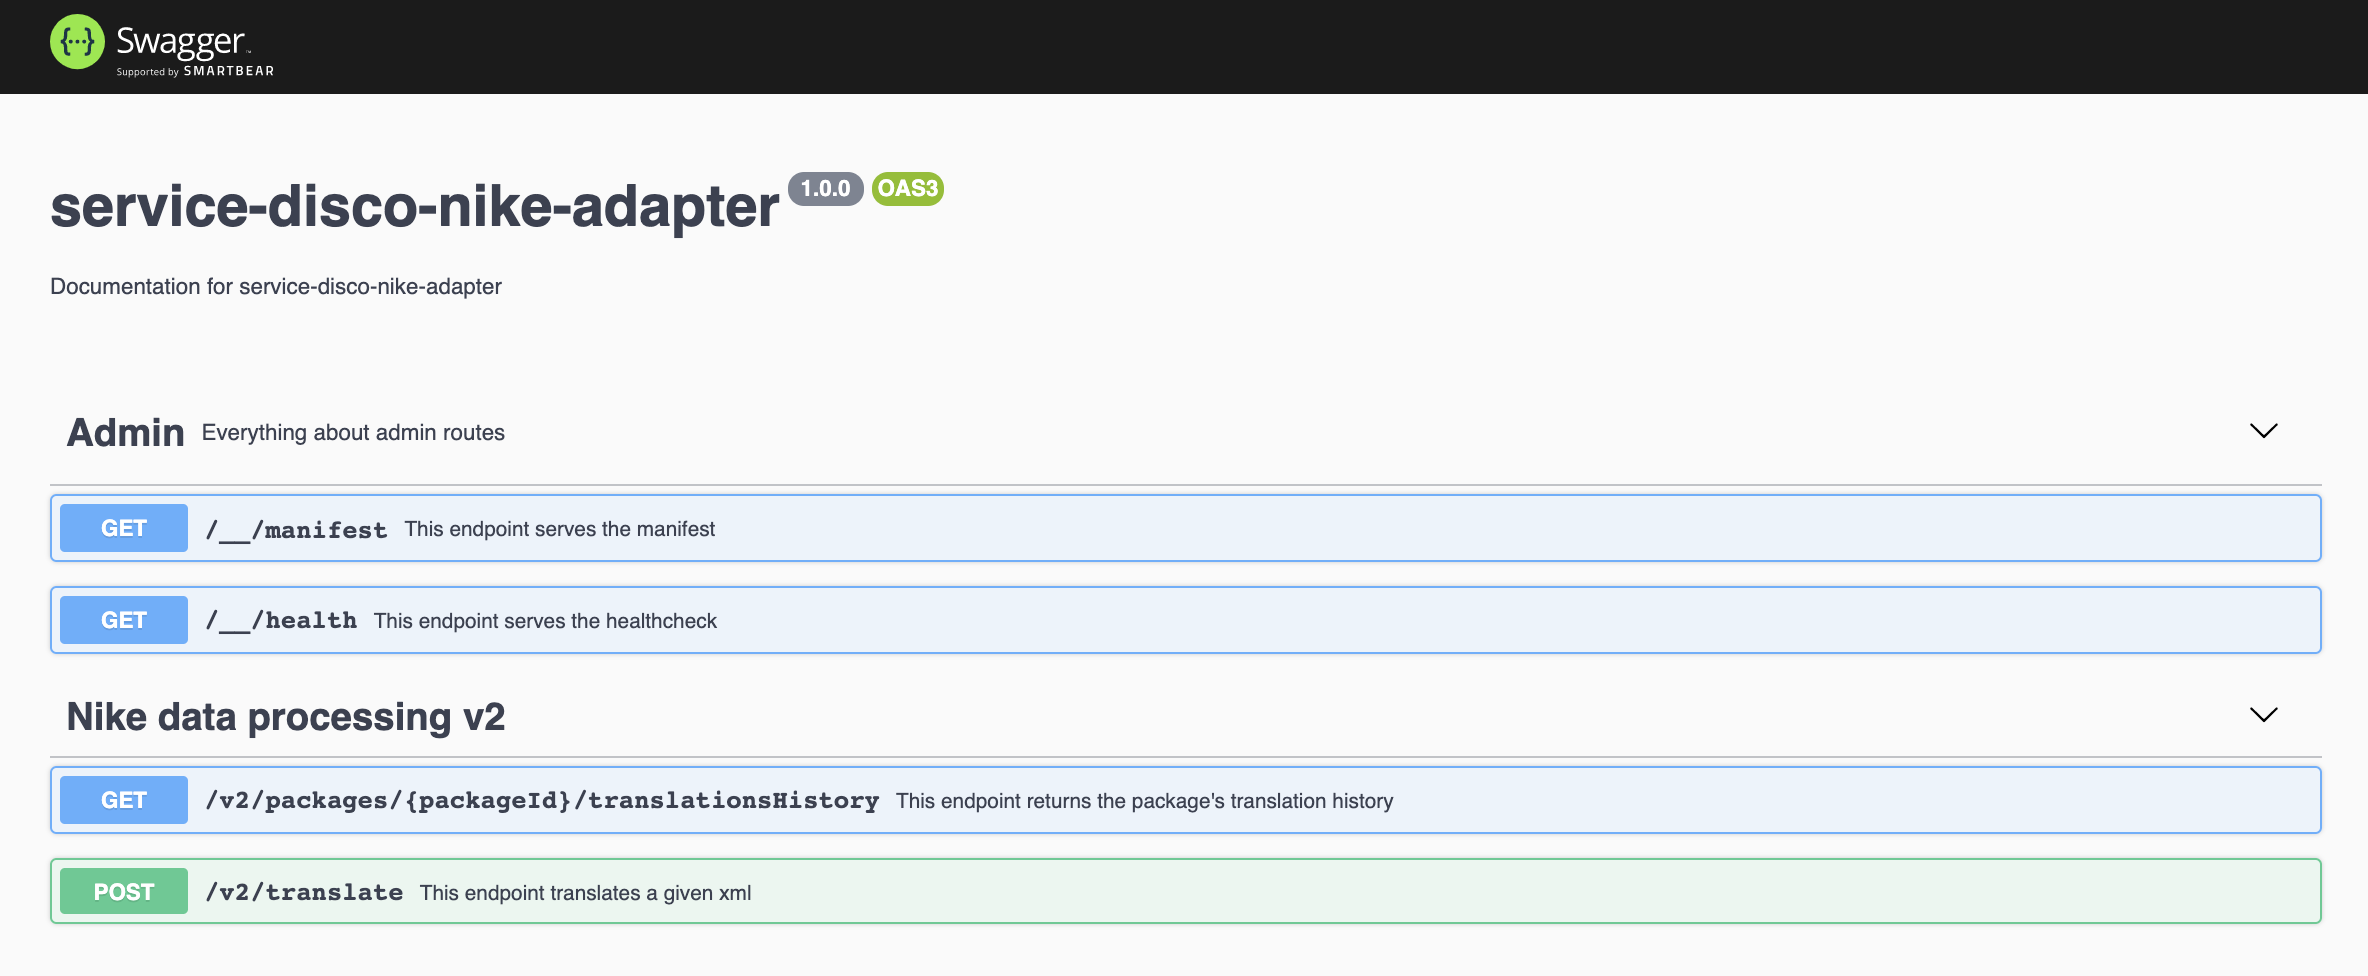 {···} Swagger™
Supported by SMARTBEAR
service-disco-nike-adapter 1.0.0 OAS3
Documentation for service-disco-nike-adapter
Admin Everything about admin routes
GET /__/manifest This endpoint serves the manifest
GET /__/health This endpoint serves the healthcheck
Nike data processing v2
GET /v2/packages/{packageId}/translationsHistory This endpoint returns the package's translation history
POST /v2/translate This endpoint translates a given xml